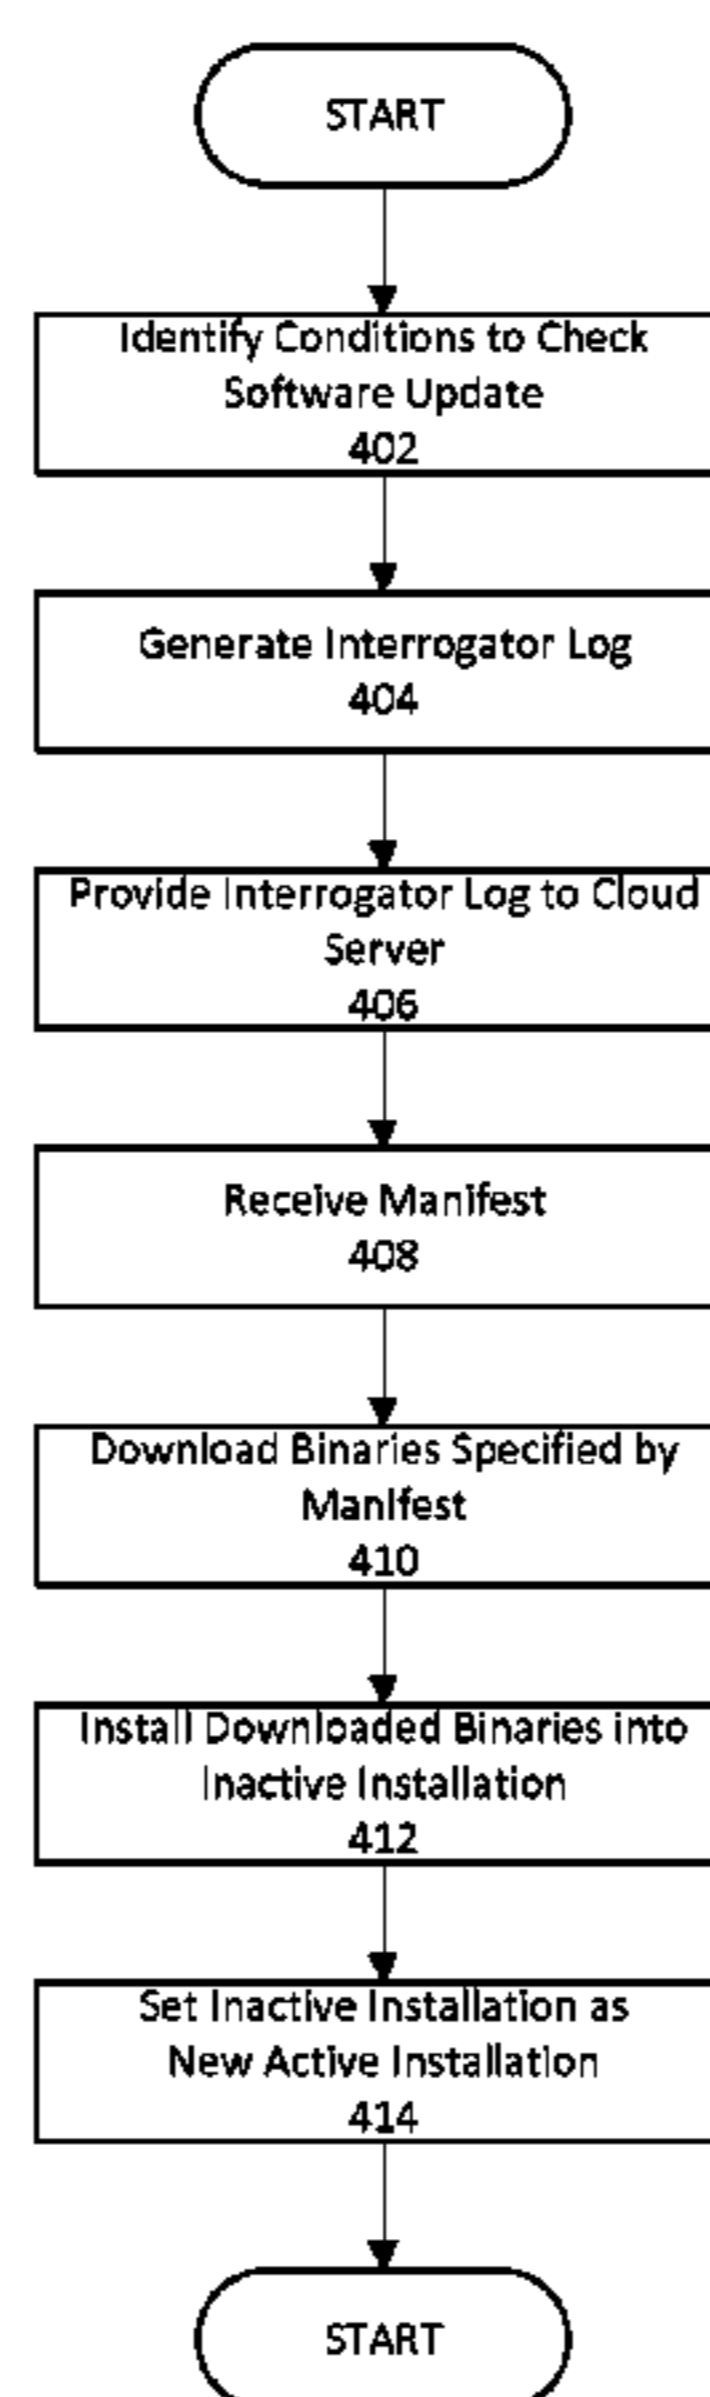 START
Identify Conditions to Check
Software Update
402
Generate Interrogator Log
404
Provide Interrogator Log to Cloud
Server
406
Receive Manifest
408
Download Binaries Specified by
Manifest
410
Install Downloaded Binaries into
Inactive Installation
412
Set Inactive Installation as
New Active Installation
414
START